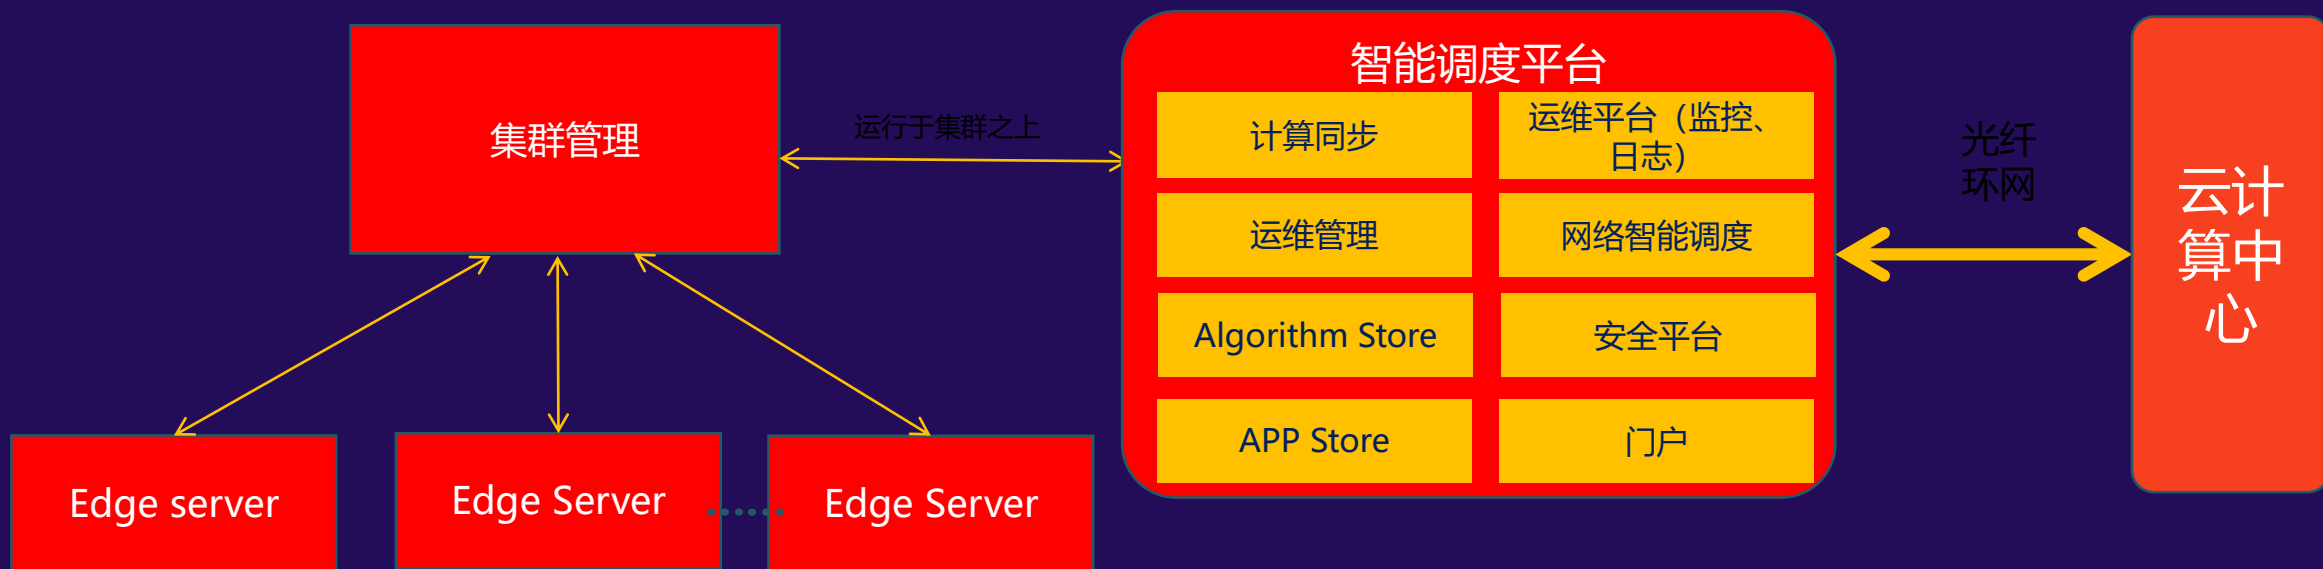 集群管理
运行于集群之上
Edge server
Edge Server
Edge Server
智能调度平台
计算同步
运维平台（监控、
日志）
运维管理
网络智能调度
Algorithm Store
安全平台
APP Store
门户
光纤
环网
云计
算中
心